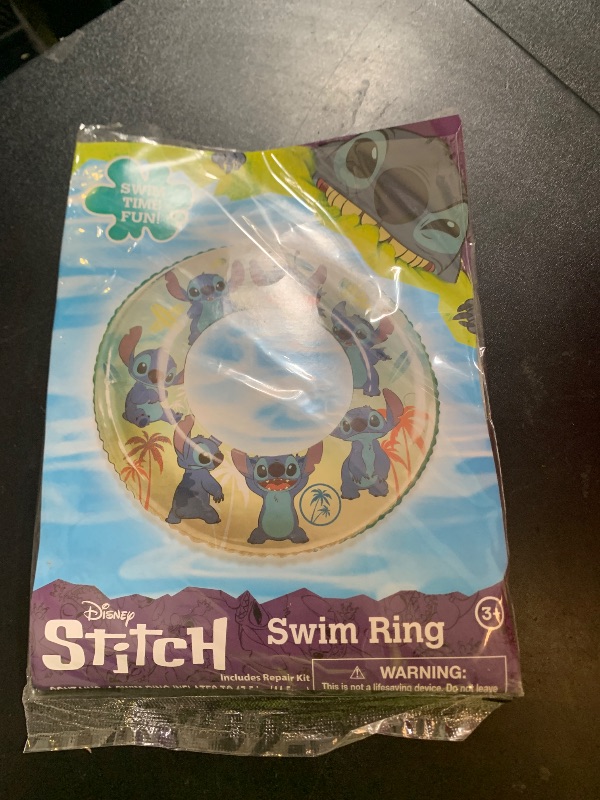 SWIM
TIME
FUN!
Disney
Stitch
Swim Ring
3+
Includes Repair Kit
WARNING:
This is not a lifesaving device. Do not leave